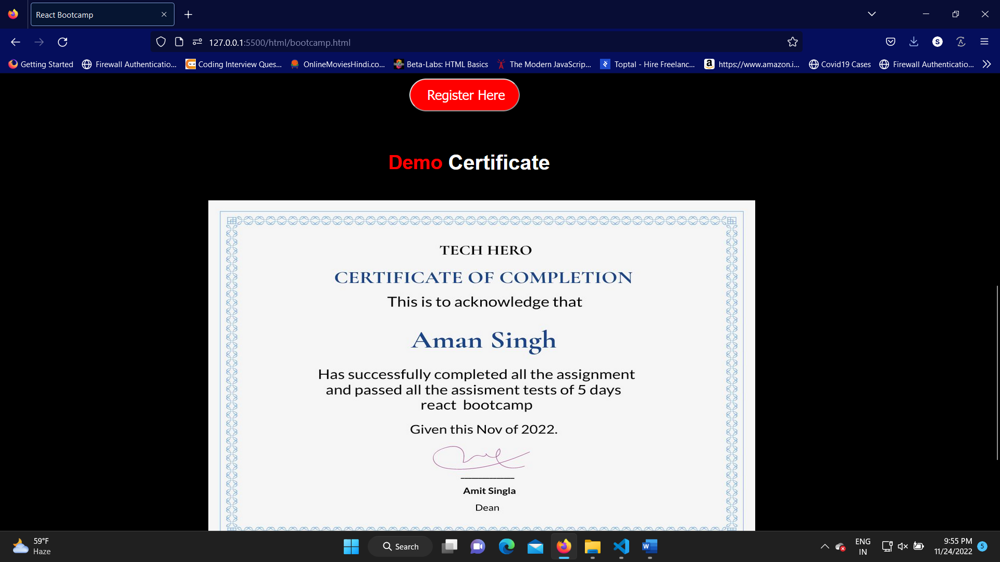 React Bootcamp
127.0.0.1:5500/html/bootcamp.html
S
Getting Started
Firewall Authenticatio...
Coding Interview Ques...
OnlineMoviesHindi.co...
Beta-Labs: HTML Basics
The Modern JavaScrip...
Toptal - Hire Freelanc...
https://www.amazon.i...
Covid19 Cases
Firewall Authenticatio...
Register Here
Demo Certificate
TECH HERO
CERTIFICATE OF COMPLETION
This is to acknowledge that
Aman Singh
Has successfully completed all the assignment
and passed all the assisment tests of 5 days
react bootcamp
Given this Nov of 2022.
Amit Singla
Dean
59°F
Haze
Search
ENG
IN
9:55 PM
11/24/2022
5